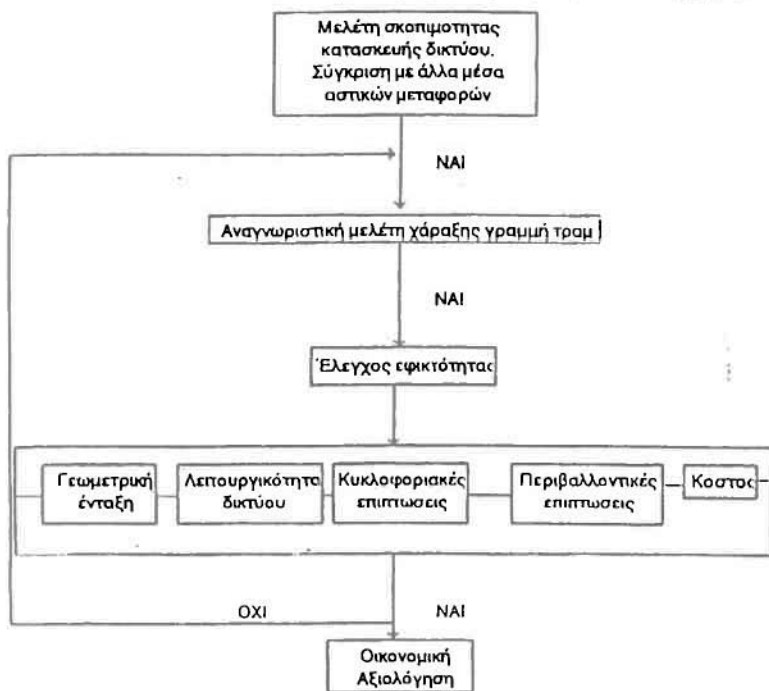 Μελέτη σκοπιμοτητας
κατασκευής δικτύου.
Σύγκριση με άλλα μέσα
αστικών μεταφορών
ΝΑΙ
Αναγνωριστική μελέτη χάραξης γραμμή τραμ
ΝΑΙ
Έλεγχος εφικτότητας
Γεωμετρική
ένταξη
Λειτουργικότητα
δικτύου
Κυκλοφοριακές
επιπτωσεις
Περιβαλλοντικές
επιπτωσεις
Κοστος
ΟΧΙ
ΝΑΙ
Οικονομική
Αξιολόγηση